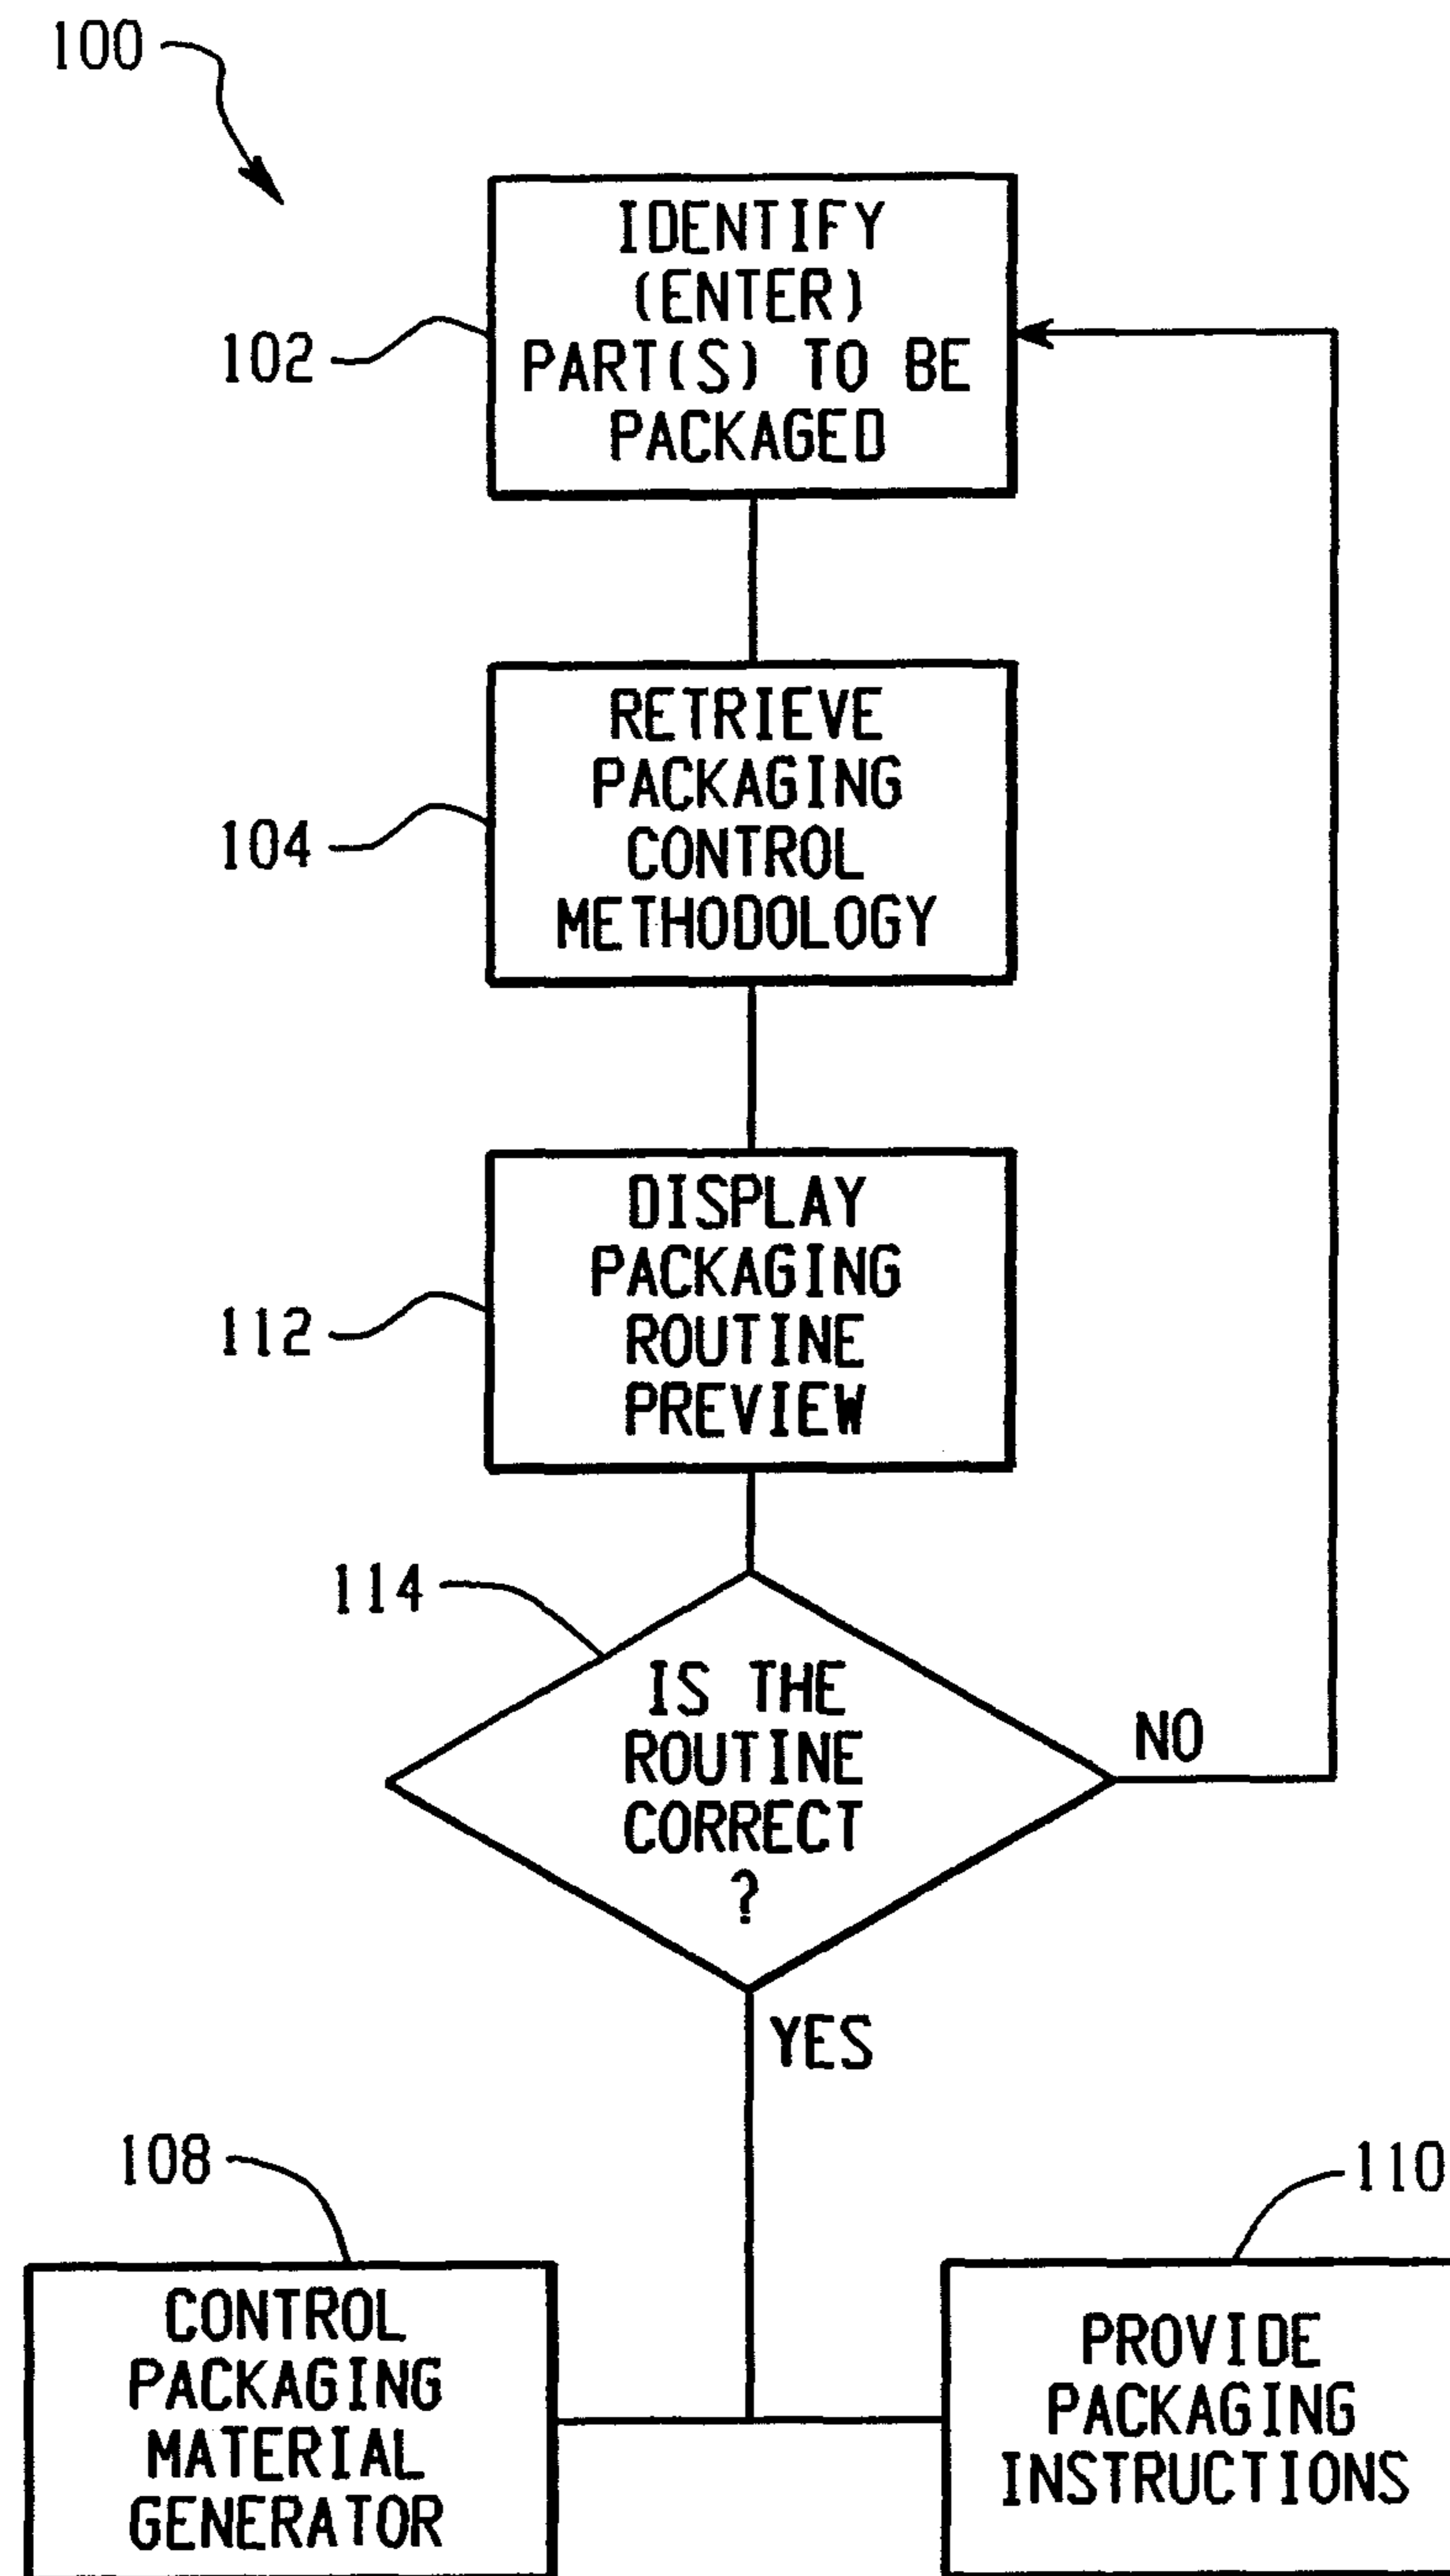 100
IDENTIFY
(ENTER)
PART(S) TO BE
PACKAGED
102
RETRIEVE
PACKAGING
CONTROL
METHODOLOGY
104
DISPLAY
PACKAGING
ROUTINE
PREVIEW
112
114
IS THE
ROUTINE
CORRECT
?
NO
YES
108
CONTROL
PACKAGING
MATERIAL
GENERATOR
110
PROVIDE
PACKAGING
INSTRUCTIONS